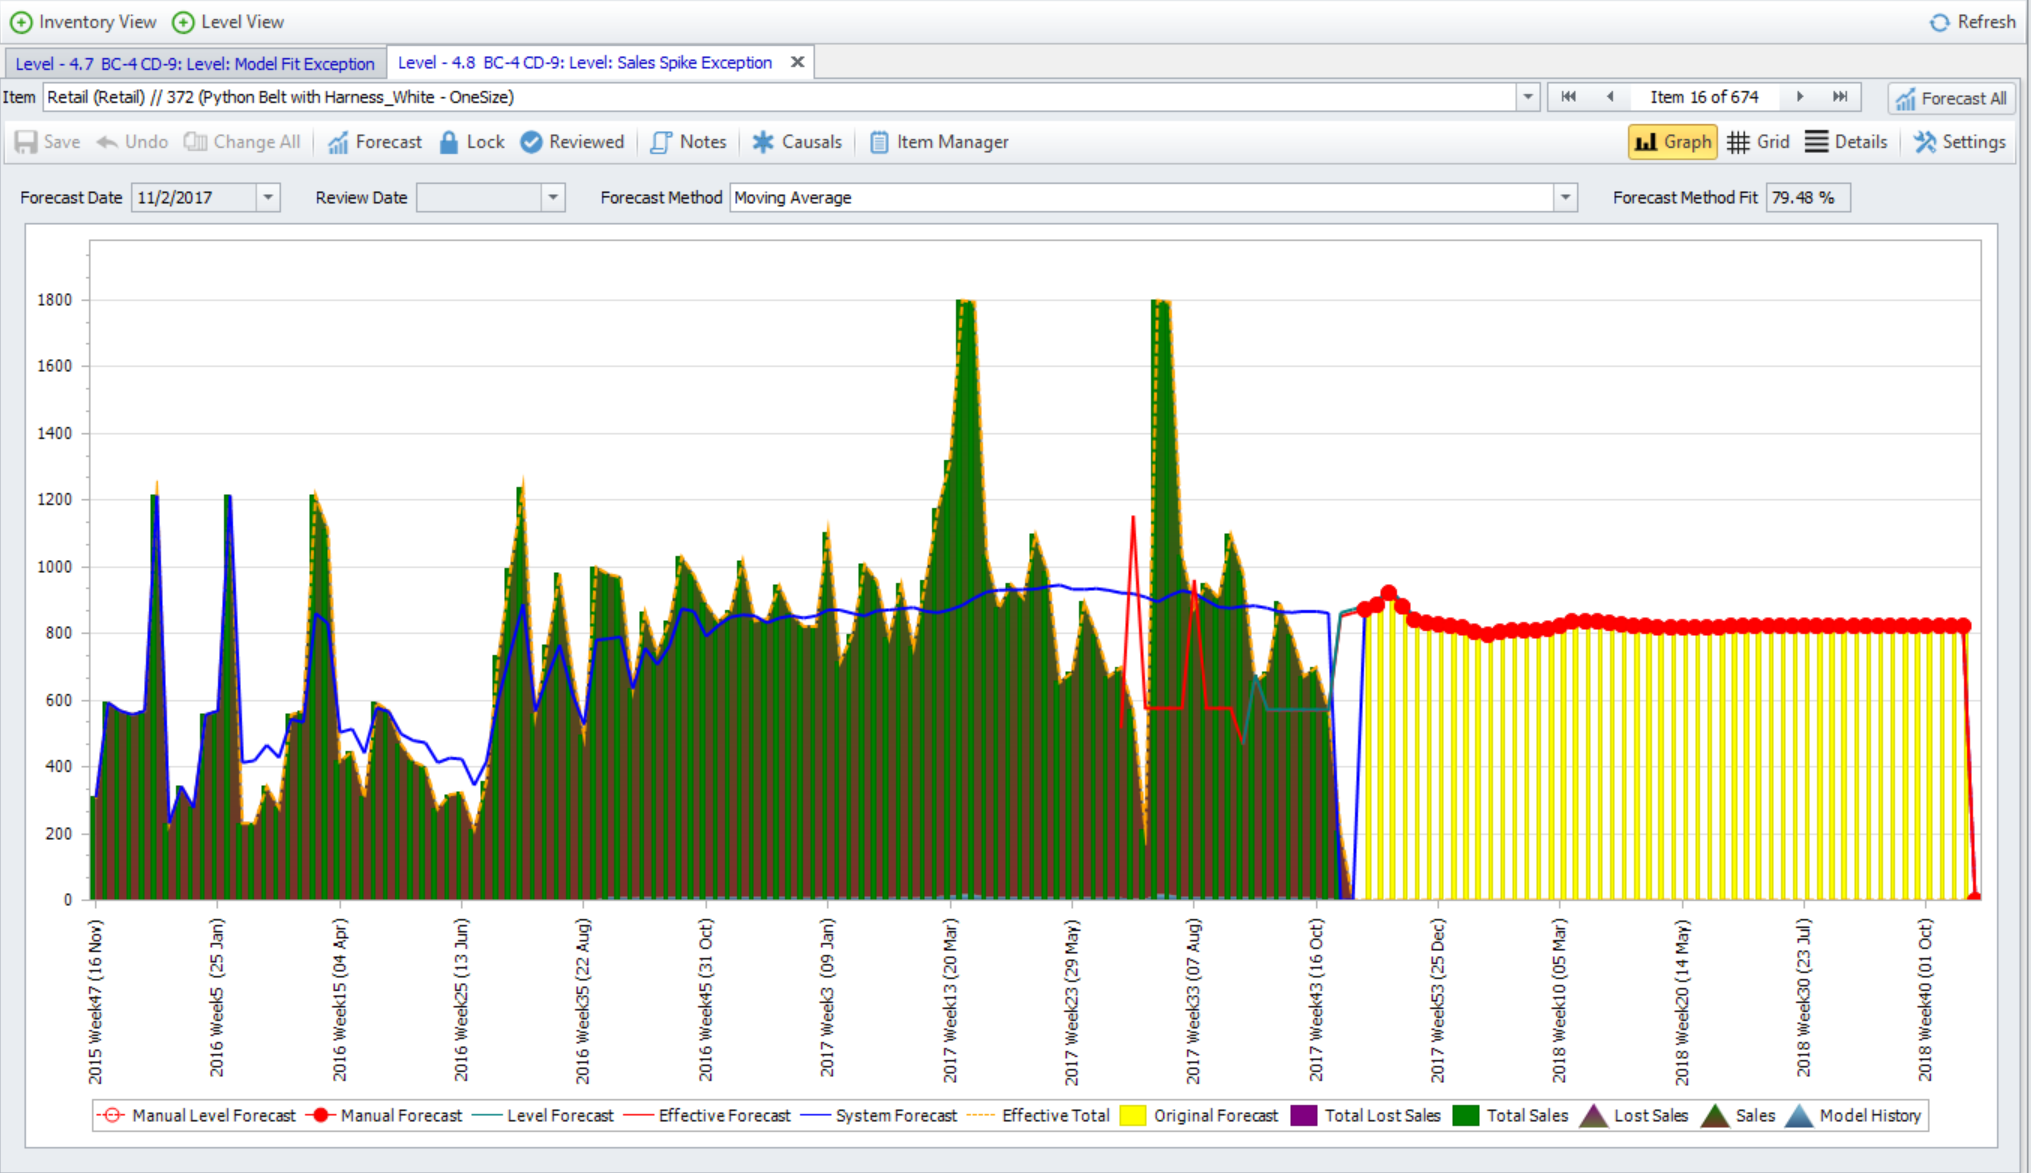 Inventory View Level View Refresh
Level - 4.7 BC-4 CD-9: Level: Model Fit Exception Level - 4.8 BC-4 CD-9: Level: Sales Spike Exception
Item Retail (Retail) // 372 (Python Belt with Harness_White - OneSize) Item 16 of 674 Forecast All
Save Undo Change All Forecast Lock Reviewed Notes Causals Item Manager Graph Grid Details Settings
Forecast Date 11/2/2017 Review Date Forecast Method Moving Average Forecast Method Fit 79.48 %
1800
1600
1400
1200
1000
800
600
400
200
0
2015 Week47 (16 Nov)
2016 Week5 (25 Jan)
2016 Week15 (04 Apr)
2016 Week25 (13 Jun)
2016 Week35 (22 Aug)
2016 Week45 (31 Oct)
2017 Week3 (09 Jan)
2017 Week13 (20 Mar)
2017 Week23 (29 May)
2017 Week33 (07 Aug)
2017 Week43 (16 Oct)
2017 Week53 (25 Dec)
2018 Week10 (05 Mar)
2018 Week20 (14 May)
2018 Week30 (23 Jul)
2018 Week40 (01 Oct)
Manual Level Forecast Manual Forecast Level Forecast Effective Forecast System Forecast Effective Total Original Forecast Total Lost Sales Total Sales Lost Sales Sales Model History